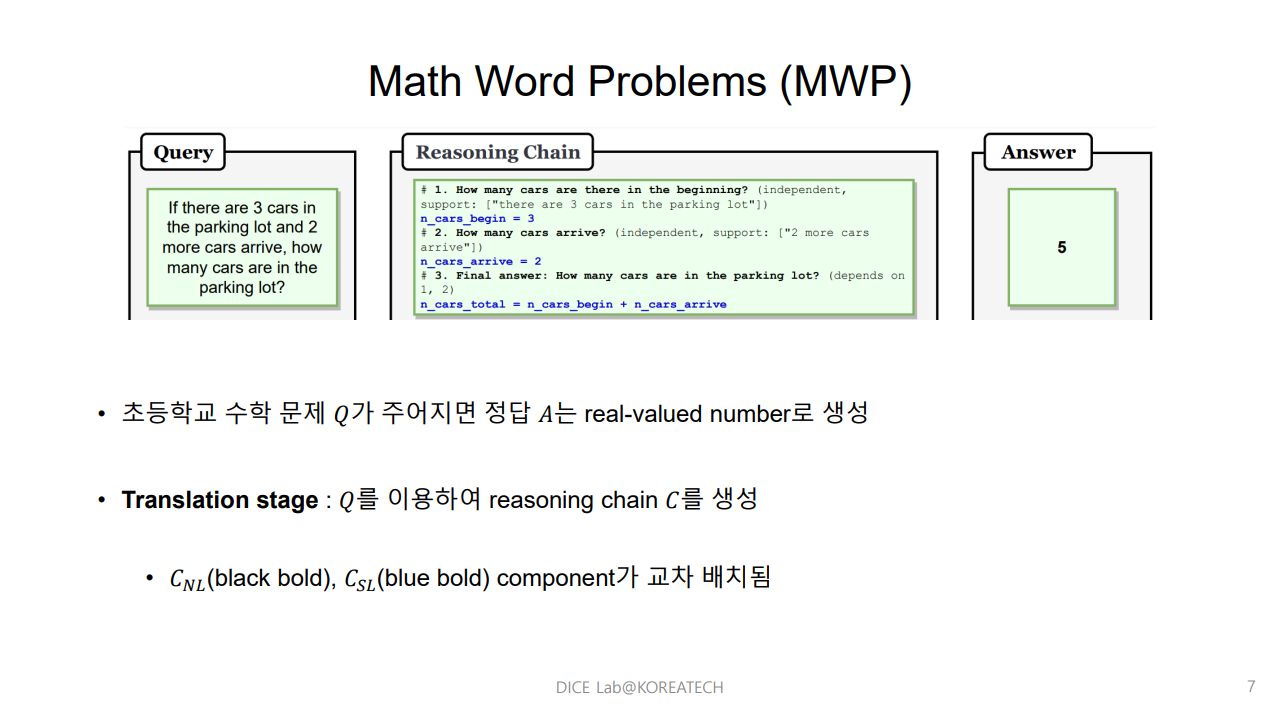 Math Word Problems (MWP)
Query
If there are 3 cars in
the parking lot and 2
more cars arrive, how
many cars are in the
parking lot?
Reasoning Chain
# 1. How many cars are there in the beginning? (independent,
support: ["there are 3 cars in the parking lot"])
n_cars_begin = 3
# 2. How many cars arrive? (independent, support: ["2 more cars
arrive"])
n_cars_arrive = 2
# 3. Final answer: How many cars are in the parking lot? (depends on
1, 2)
n_cars_total = n_cars_begin + n_cars_arrive
Answer
5
• 초등학교 수학 문제 𝑄가 주어지면 정답 𝐴는 real-valued number로 생성
• Translation stage : 𝑄를 이용하여 reasoning chain 𝐶를 생성
• 𝐶𝑁𝐿(black bold), 𝐶𝑆𝐿(blue bold) component가 교차 배치됨
DICE Lab@KOREATECH
7